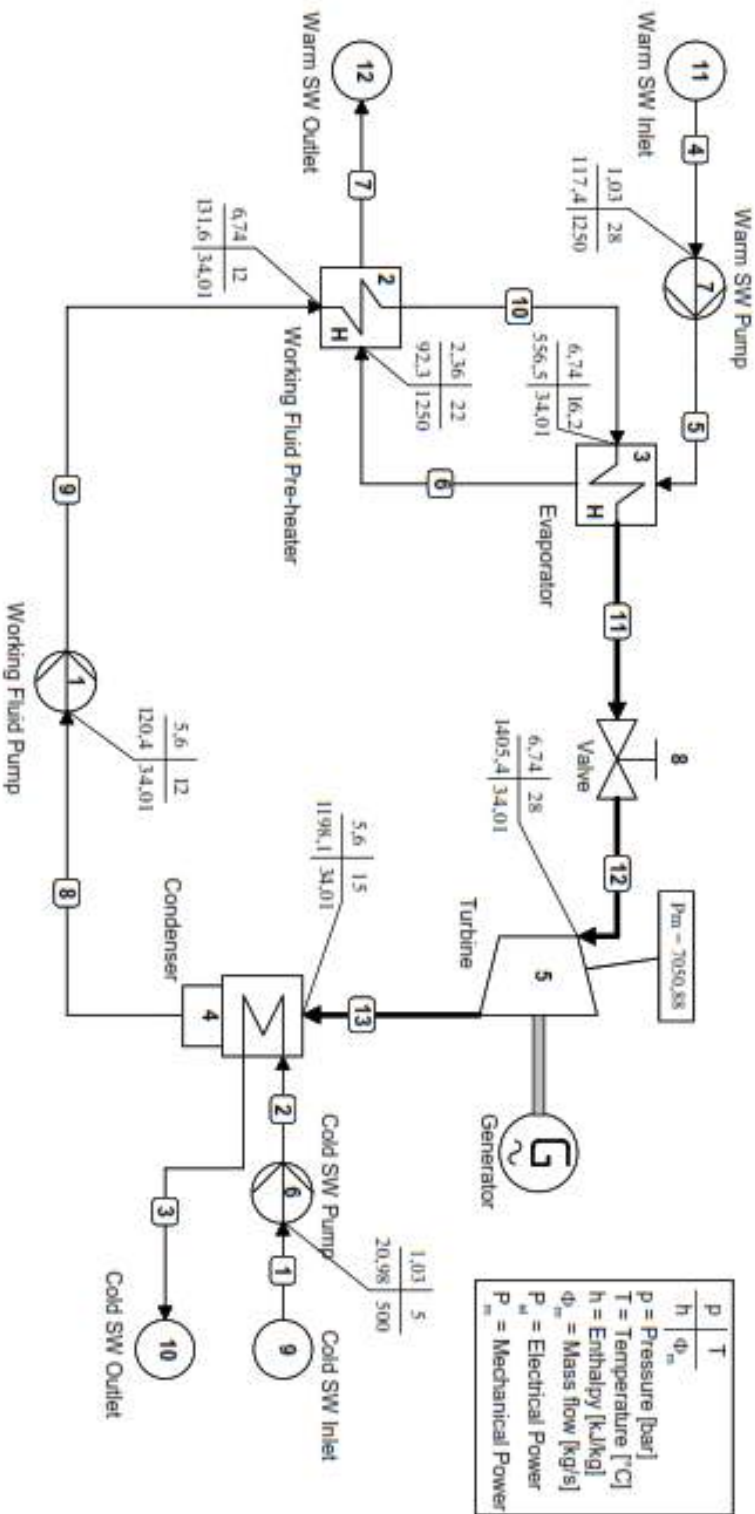 11
Warm SW Inlet
4
1,03 | 28
117,4 | 1250
7
Warm SW Pump
5
12
Warm SW Outlet
7
6,74 | 12
131,6 | 34,01
2
H
Working Fluid Pre-heater
10
2,36 | 22
92,3 | 1250
6
6,74 | 16,2
556,5 | 34,01
3
H
Evaporator
11
8
Valve
12
6,74 | 28
1405,4 | 34,01
Pm = 7050,88
5
Turbine
G
~
Generator
13
5,6 | 15
1198,1 | 34,01
4
Condenser
8
5,6 | 12
120,4 | 34,01
1
Working Fluid Pump
9
2
6
Cold SW Pump
1,03 | 5
20,98 | 500
1
9
Cold SW Inlet
3
10
Cold SW Outlet
p | T
h | Φm
p = Pressure [bar]
T = Temperature [°C]
h = Enthalpy [kJ/kg]
Φm = Mass flow [kg/s]
Pel = Electrical Power
Pm = Mechanical Power